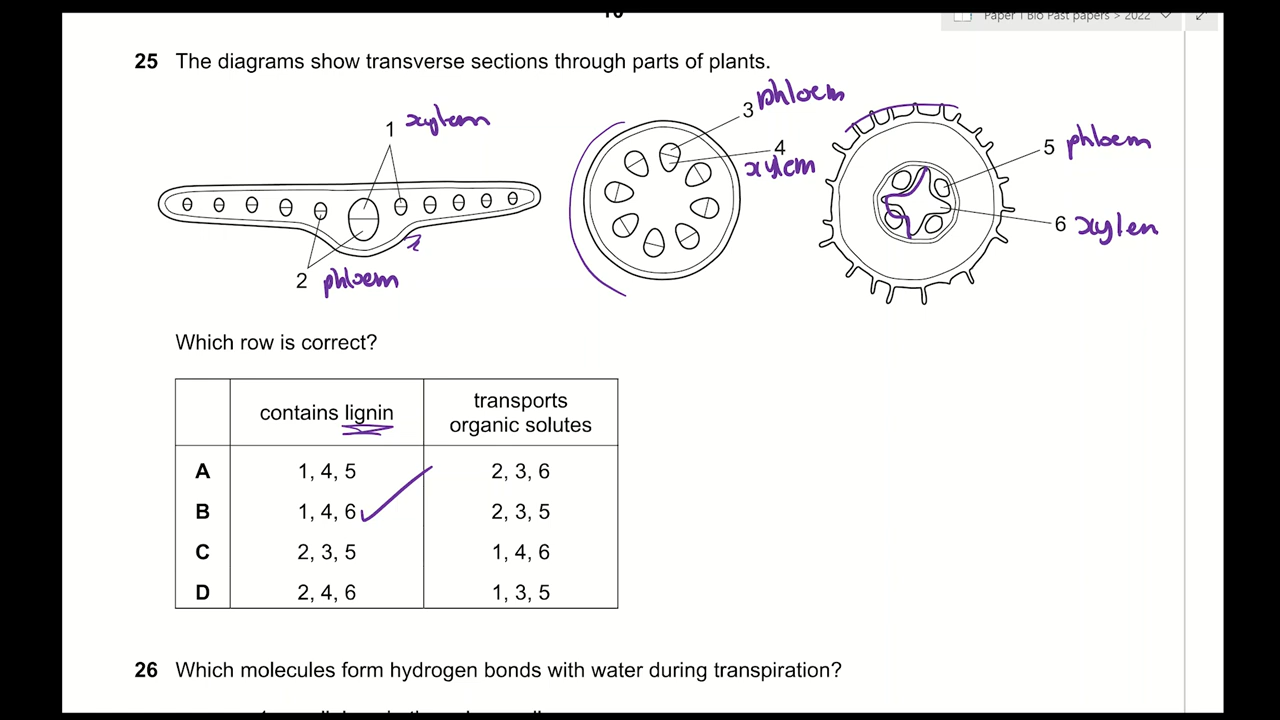 10
Paper 1 Bio Past papers > 2022
25 The diagrams show transverse sections through parts of plants.
1 xylem
3 phloem
4 xylem
5 phloem
6 xylem
2 phloem
Which row is correct?
contains lignin transports organic solutes
A 1, 4, 5 2, 3, 6
B 1, 4, 6 2, 3, 5
C 2, 3, 5 1, 4, 6
D 2, 4, 6 1, 3, 5
26 Which molecules form hydrogen bonds with water during transpiration?